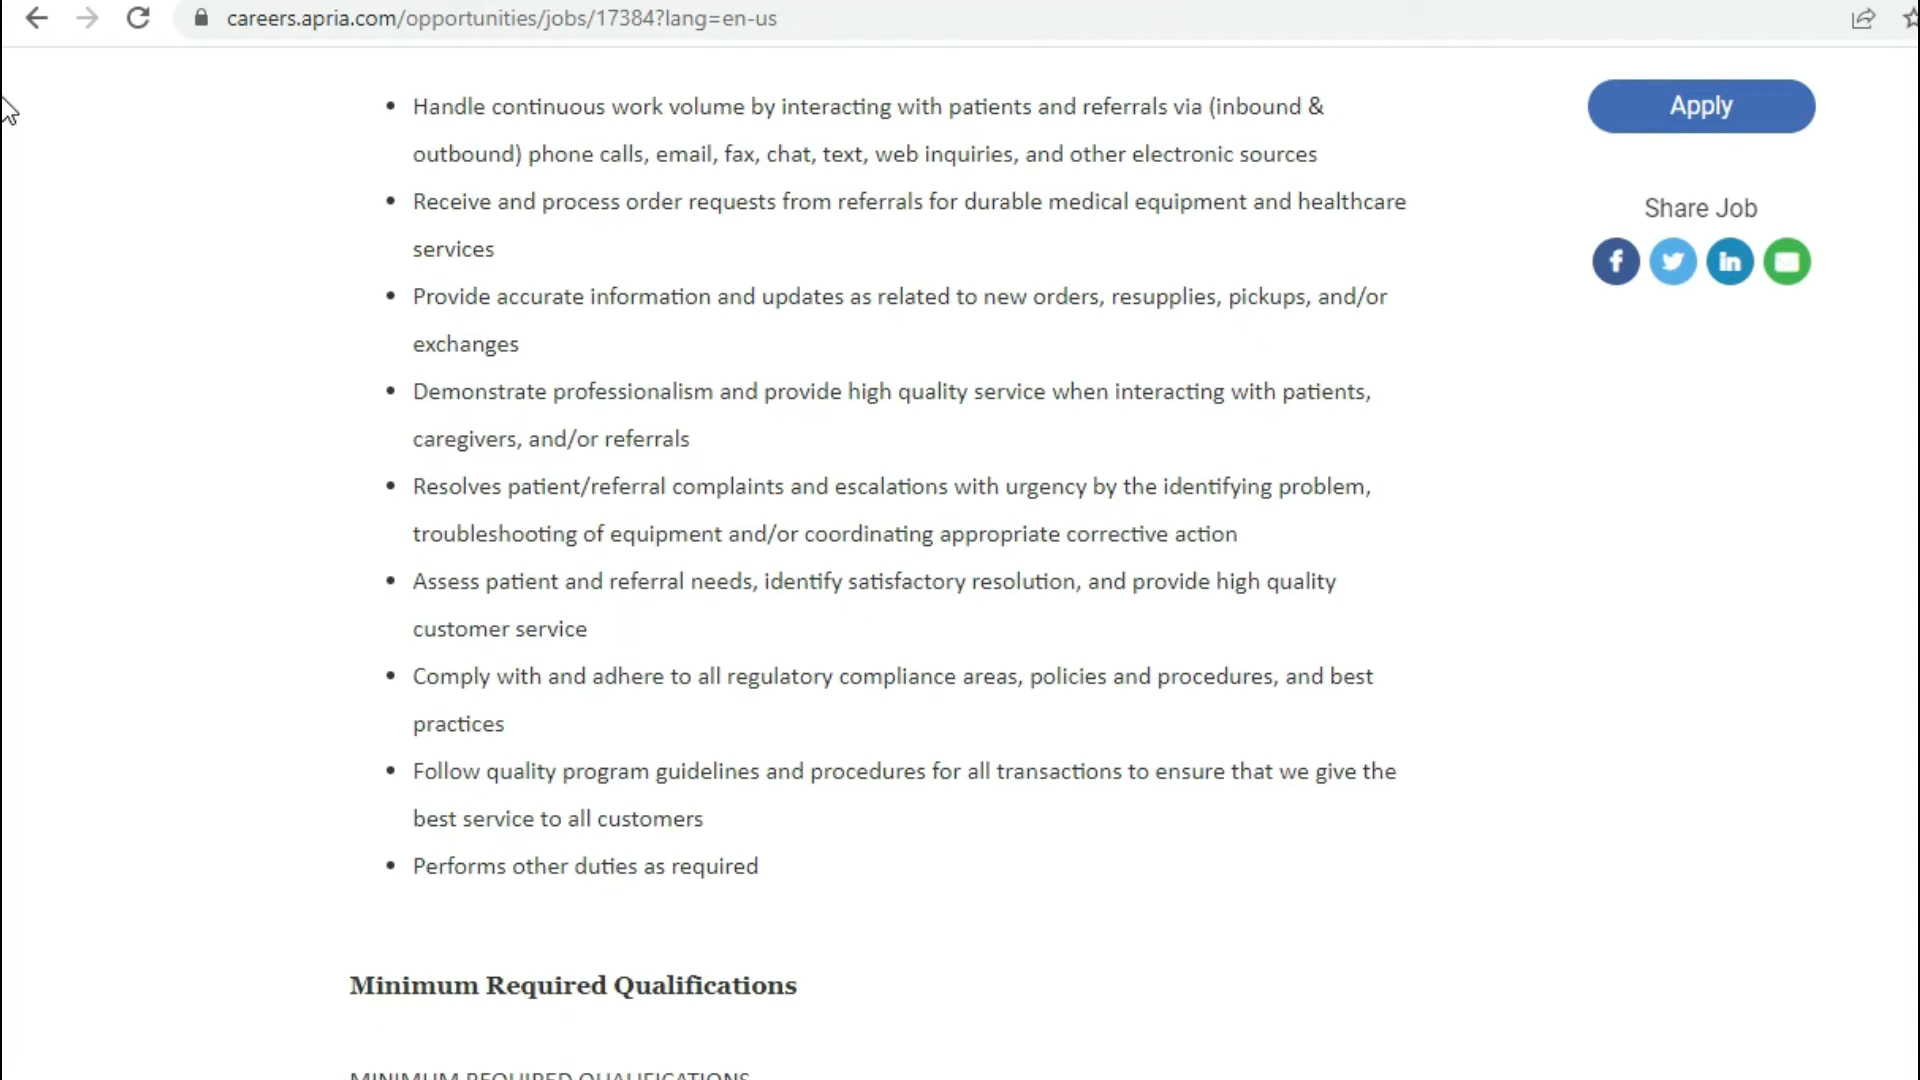 careers.apria.com/opportunities/jobs/17384?lang=en-us
• Handle continuous work volume by interacting with patients and referrals via (inbound &
outbound) phone calls, email, fax, chat, text, web inquiries, and other electronic sources
• Receive and process order requests from referrals for durable medical equipment and healthcare
services
• Provide accurate information and updates as related to new orders, resupplies, pickups, and/or
exchanges
• Demonstrate professionalism and provide high quality service when interacting with patients,
caregivers, and/or referrals
• Resolves patient/referral complaints and escalations with urgency by the identifying problem,
troubleshooting of equipment and/or coordinating appropriate corrective action
• Assess patient and referral needs, identify satisfactory resolution, and provide high quality
customer service
• Comply with and adhere to all regulatory compliance areas, policies and procedures, and best
practices
• Follow quality program guidelines and procedures for all transactions to ensure that we give the
best service to all customers
• Performs other duties as required
Minimum Required Qualifications
MINIMUM REQUIRED QUALIFICATIONS
Apply
Share Job